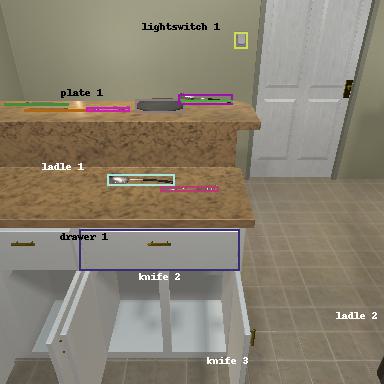 lightswitch 1
plate 1
ladle 1
drawer 1
knife 2
ladle 2
knife 3